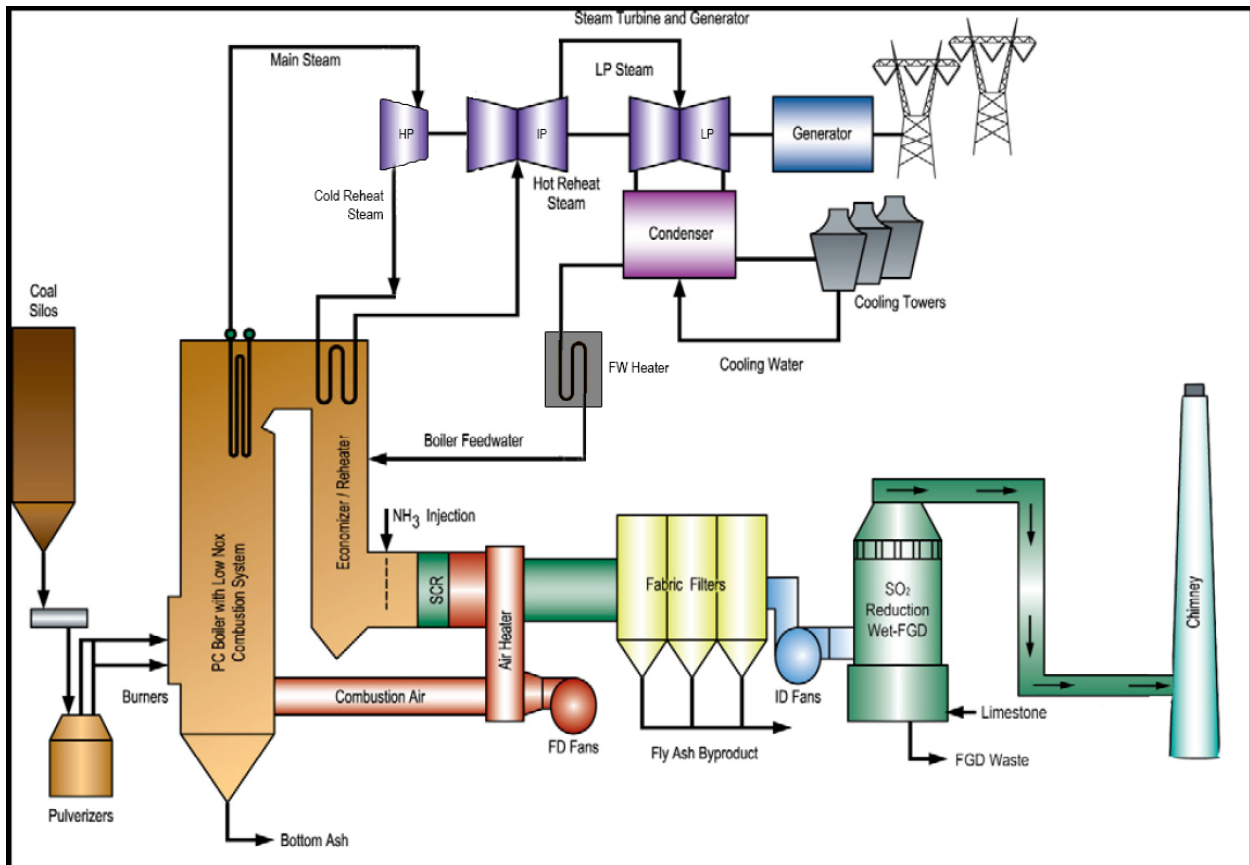 Steam Turbine and Generator
Main Steam
LP Steam
HP
IP
LP
Generator
Cold Reheat
Steam
Hot Reheat
Steam
Condenser
Coal
Silos
Cooling Towers
FW Heater
Cooling Water
Boiler Feedwater
Economizer / Reheater
NH3 Injection
PC Boiler with Low Nox
Combustion System
SCR
Air Heater
Fabric Filters
SO2
Reduction
Wet-FGD
Chimney
Burners
Combustion Air
ID Fans
Limestone
FD Fans
Fly Ash Byproduct
FGD Waste
Pulverizers
Bottom Ash